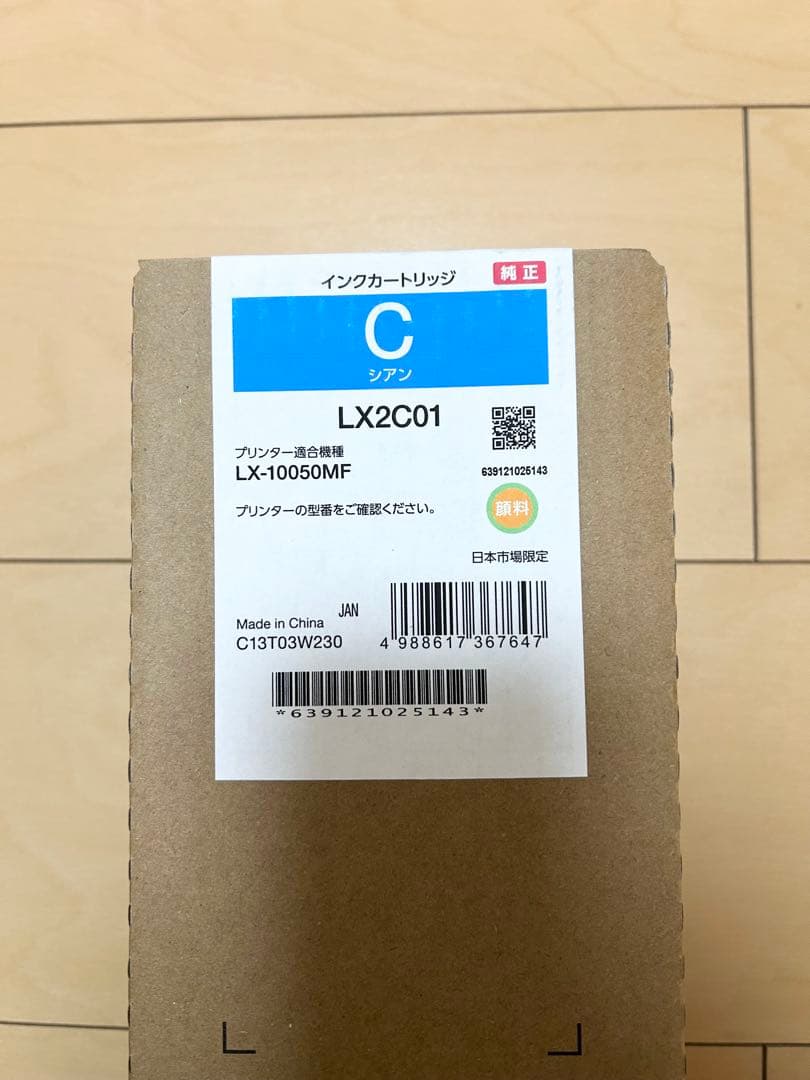 インクカートリッジ
純正
C
シアン
LX2C01
プリンター適合機種
LX-10050MF
639121025143
プリンターの型番をご確認ください。
顔料
日本市場限定
JAN
Made in China
C13T03W230
4 988617 367647
*639121025143*